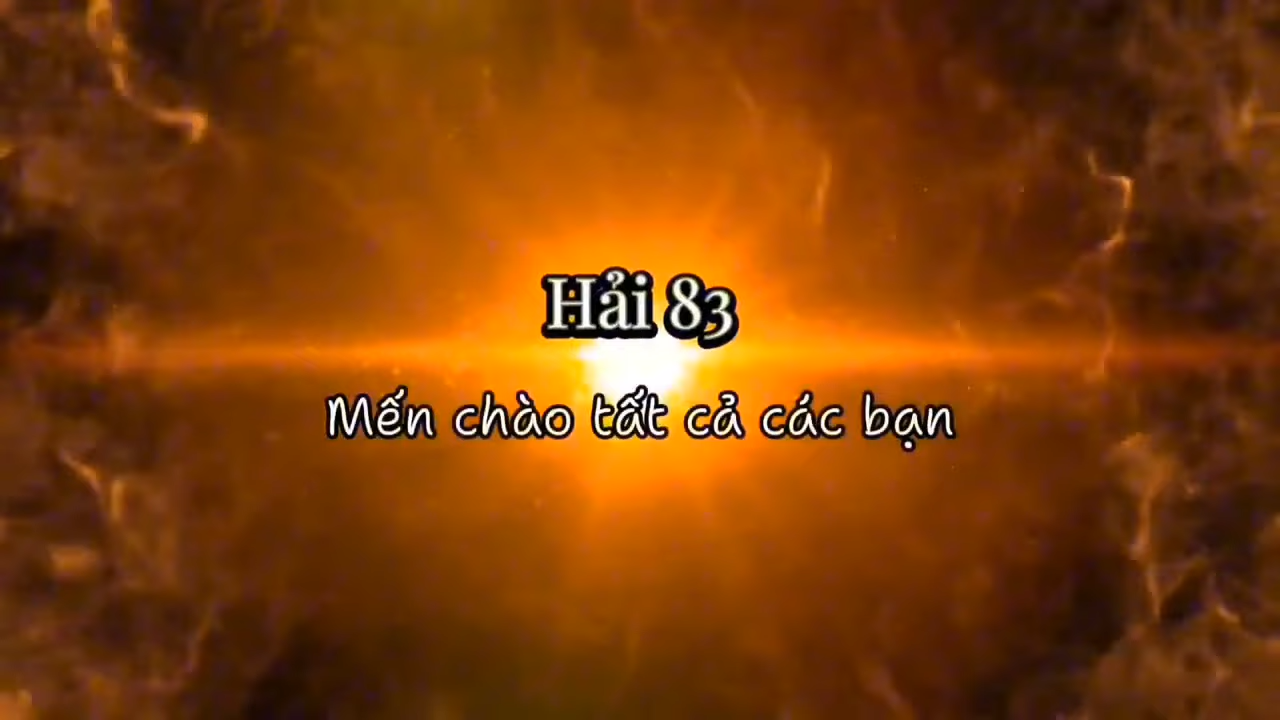 Hải 83
Mến chào tất cả các bạn